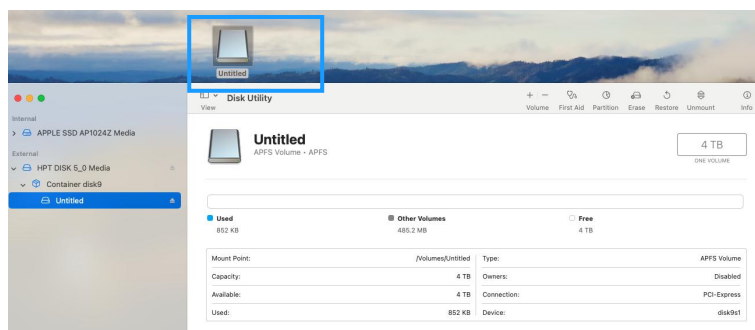 Untitled
Disk Utility
View
Volume First Aid Partition Erase Restore Unmount Info
Internal
APPLE SSD AP1024Z Media
External
HPT DISK 5_0 Media
Container disk9
Untitled
Untitled
APFS Volume • APFS
4 TB
ONE VOLUME
Used
852 KB
Other Volumes
485.2 MB
Free
4 TB
Mount Point: /Volumes/Untitled
Type: APFS Volume
Capacity: 4 TB
Owners: Disabled
Available: 4 TB
Connection: PCI-Express
Used: 852 KB
Device: disk9s1